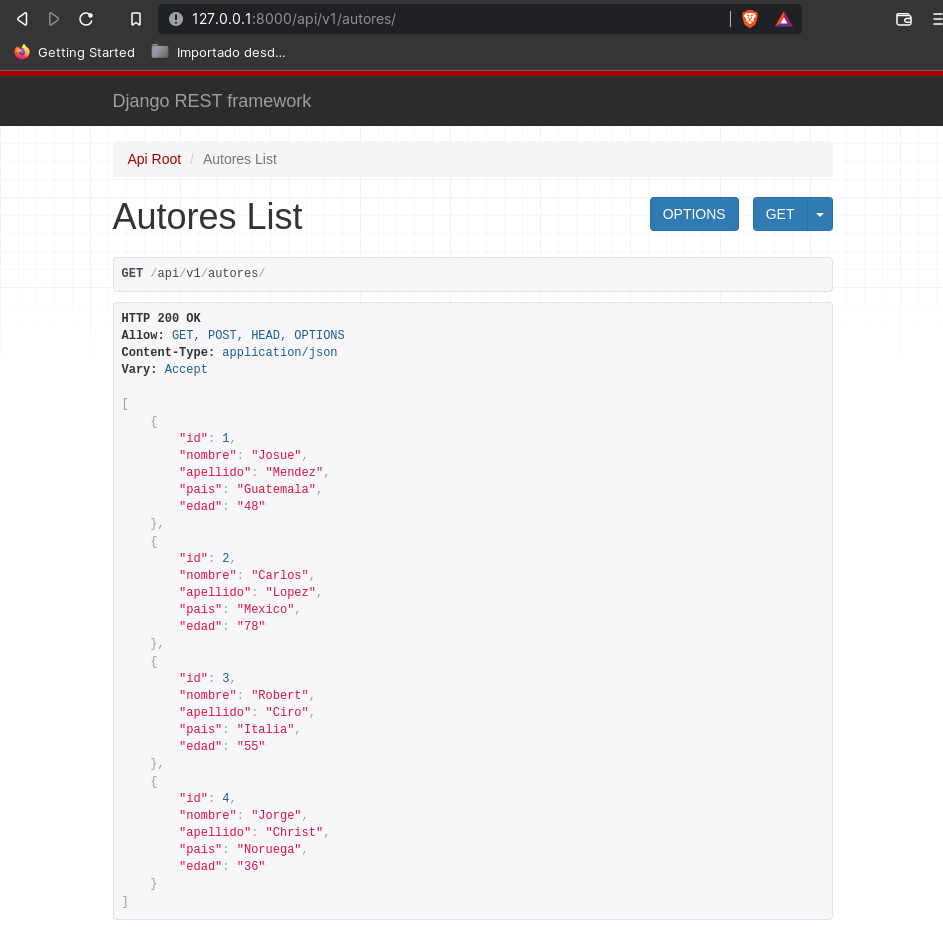 127.0.0.1:8000/api/v1/autores/
Getting Started Importado desd...
Django REST framework
Api Root / Autores List
Autores List OPTIONS GET
GET /api/v1/autores/
HTTP 200 OK
Allow: GET, POST, HEAD, OPTIONS
Content-Type: application/json
Vary: Accept
[
{
"id": 1,
"nombre": "Josue",
"apellido": "Mendez",
"pais": "Guatemala",
"edad": "48"
},
{
"id": 2,
"nombre": "Carlos",
"apellido": "Lopez",
"pais": "Mexico",
"edad": "78"
},
{
"id": 3,
"nombre": "Robert",
"apellido": "Ciro",
"pais": "Italia",
"edad": "55"
},
{
"id": 4,
"nombre": "Jorge",
"apellido": "Christ",
"pais": "Noruega",
"edad": "36"
}
]